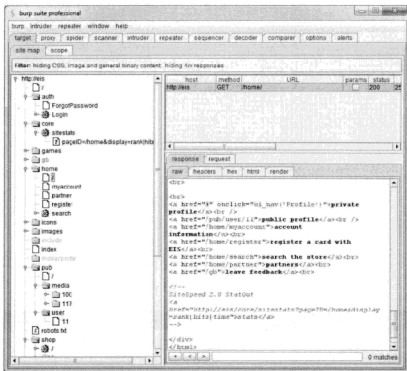 burp suite professional
burp intruder repeater window help
target proxy spider scanner intruder repeater sequencer decoder comparer options alerts
site map scope
Filter: hiding CSS, image and general binary content; hiding 4xx responses
http://eis
/
auth
ForgotPassword
Login
core
sitestats
pageID=/home&display=rank|hits
games
gb
home
/
myaccount
partner
register
search
icons
images
index
pub
/
media
100
117
user
11
robots.txt
shop
/
host method URL params status
http://eis GET /home/ 200 25
response request
raw headers hex html render
<br>
<br>
<a href="#" onclick="ui_nav('Profile')">private
profile</a><br />
<a href="/pub/user/11">public profile</a><br />
<a href="/home/myaccount">account
information</a><br>
<a href="/home/register">register a card with
EIS</a><br>
<a href="/home/search">search the store</a><br>
<a href="/home/partner">partners</a><br>
<a href="/gb">leave feedback</a><br>
<!--
SiteSpeed 2.0 StatOut
<a
href="http://eis/core/sitestats?pageID=/home&display
=rank|hits|time">stats</a>
-->
</div>
</html>
+ < > 0 matches